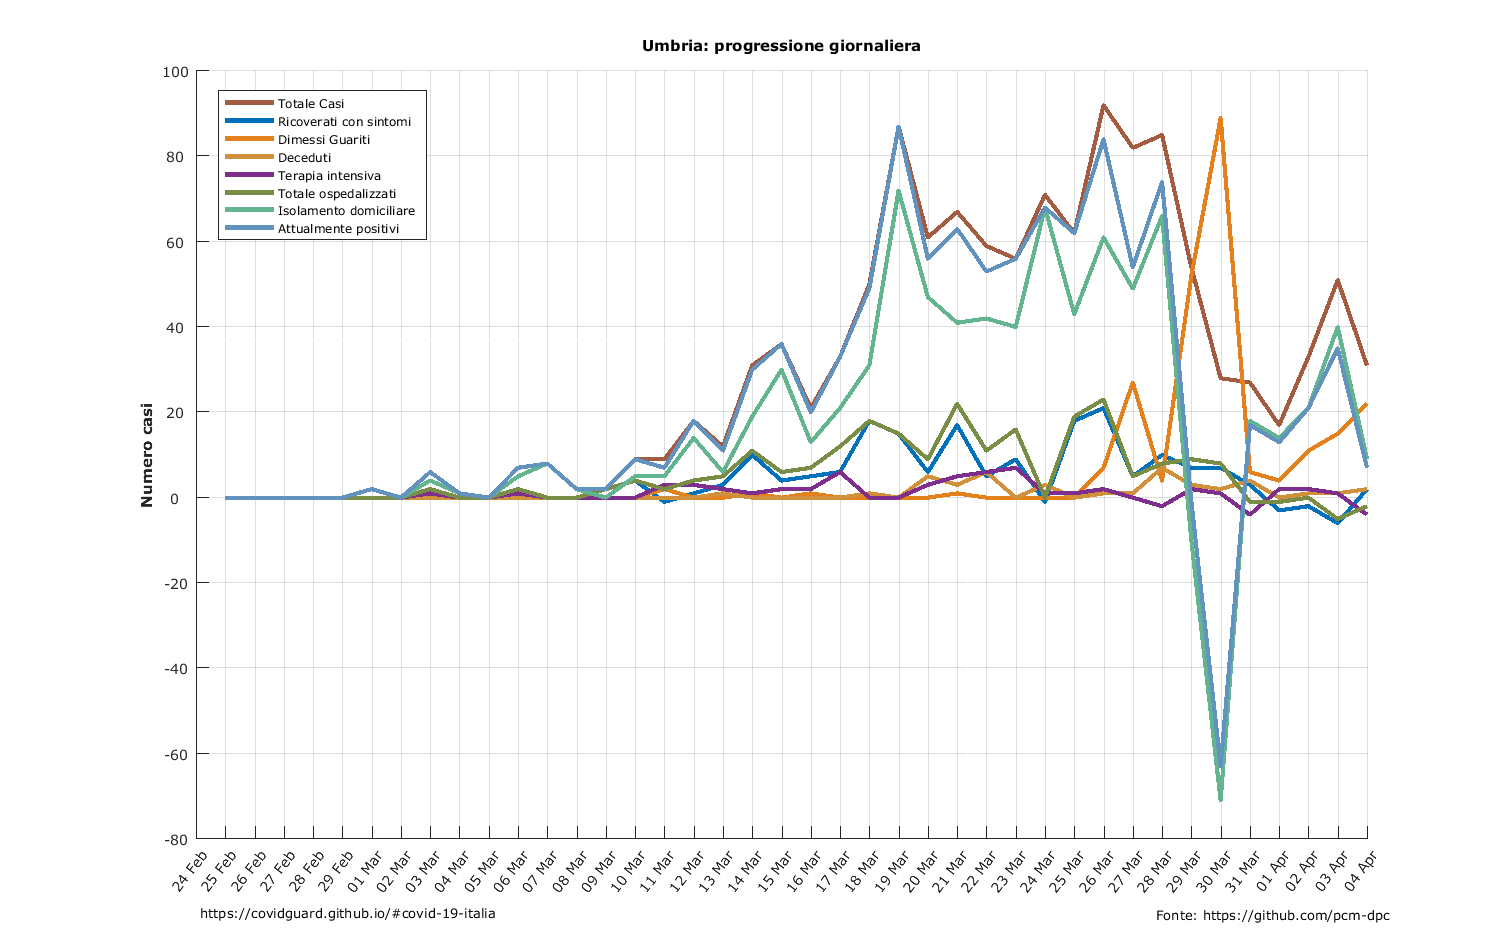 Umbria: progressione giornaliera
100
80
60
40
20
0
-20
-40
-60
-80
Numero casi
Totale Casi
Ricoverati con sintomi
Dimessi Guariti
Deceduti
Terapia intensiva
Totale ospedalizzati
Isolamento domiciliare
Attualmente positivi
24 Feb
25 Feb
26 Feb
27 Feb
28 Feb
29 Feb
01 Mar
02 Mar
03 Mar
04 Mar
05 Mar
06 Mar
07 Mar
08 Mar
09 Mar
10 Mar
11 Mar
12 Mar
13 Mar
14 Mar
15 Mar
16 Mar
17 Mar
18 Mar
19 Mar
20 Mar
21 Mar
22 Mar
23 Mar
24 Mar
25 Mar
26 Mar
27 Mar
28 Mar
29 Mar
30 Mar
31 Mar
01 Apr
02 Apr
03 Apr
04 Apr
https://covidguard.github.io/#covid-19-italia
Fonte: https://github.com/pcm-dpc